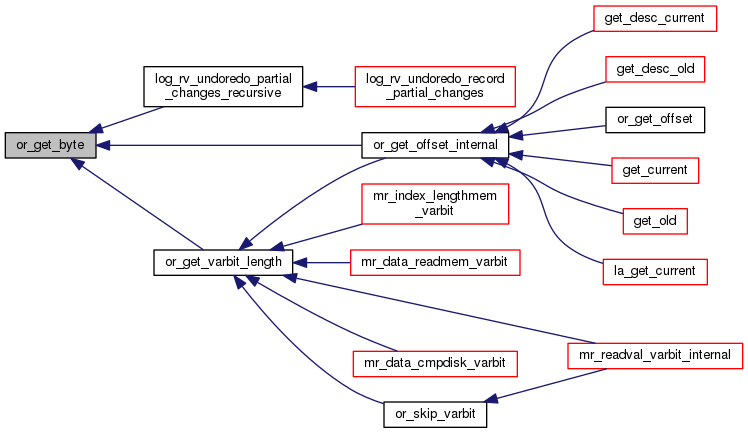 get_desc_current
log_rv_undoredo_partial
_changes_recursive
log_rv_undoredo_record
_partial_changes
get_desc_old
or_get_offset
or_get_byte
or_get_offset_internal
get_current
mr_index_lengthmem
_varbit
get_old
or_get_varbit_length
mr_data_readmem_varbit
la_get_current
mr_data_cmpdisk_varbit
mr_readval_varbit_internal
or_skip_varbit